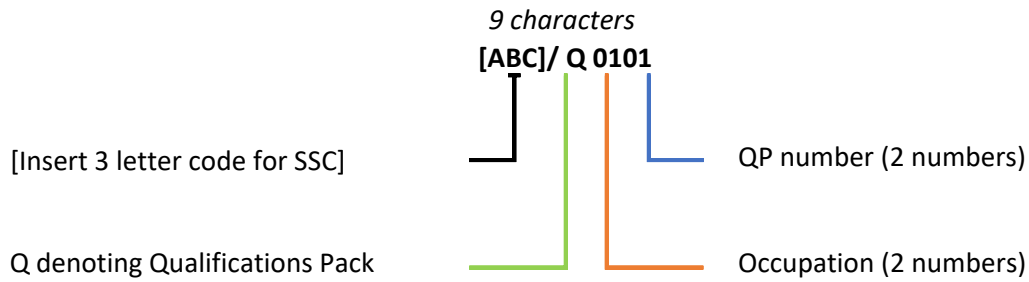 9 characters
[ABC]/ Q 0101
[Insert 3 letter code for SSC]
QP number (2 numbers)
Q denoting Qualifications Pack
Occupation (2 numbers)